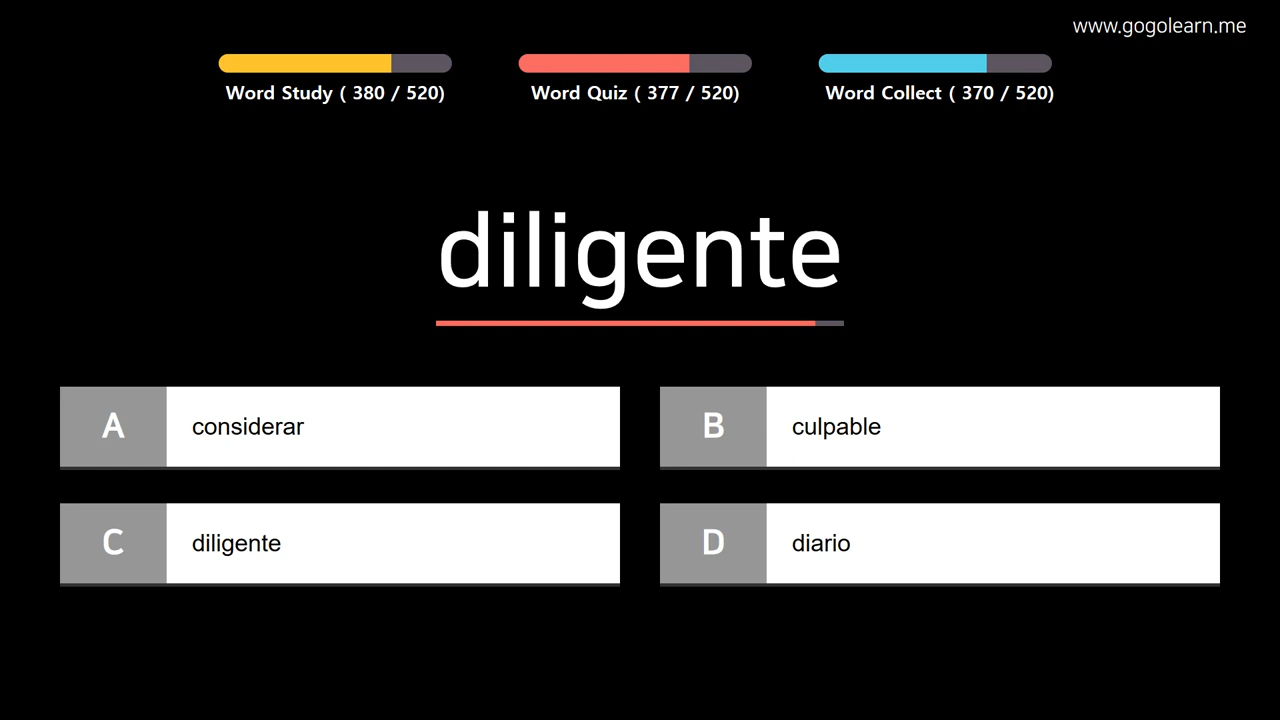 www.gogolearn.me
Word Study ( 380 / 520)
Word Quiz ( 377 / 520)
Word Collect ( 370 / 520)
diligente
A considerar
B culpable
C diligente
D diario